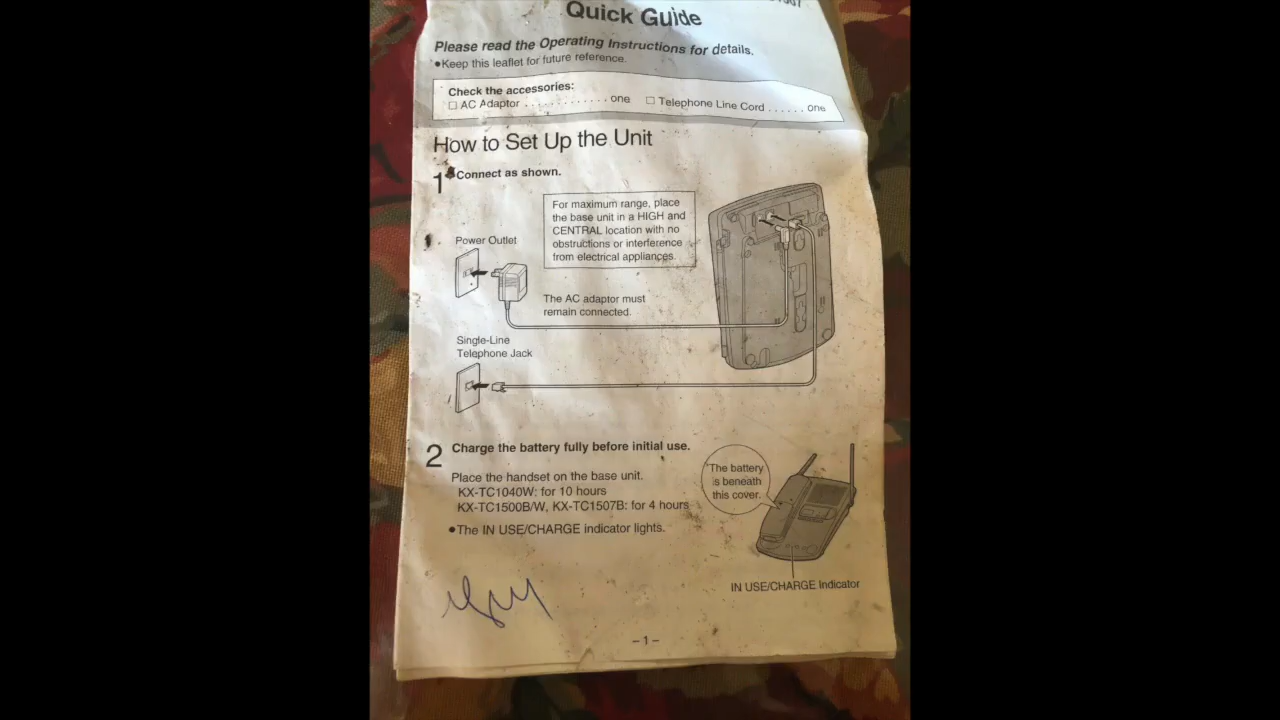 Quick Guide
Please read the Operating Instructions for details.
●Keep this leaflet for future reference.
Check the accessories:
□ AC Adaptor . . . . . . . . . . . . . one □ Telephone Line Cord . . . . . . one
How to Set Up the Unit
1 Connect as shown.
For maximum range, place
the base unit in a HIGH and
CENTRAL location with no
obstructions or interference
from electrical appliances.
Power Outlet
The AC adaptor must
remain connected.
Single-Line
Telephone Jack
2 Charge the battery fully before initial use.
Place the handset on the base unit.
KX-TC1040W: for 10 hours
KX-TC1500B/W, KX-TC1507B: for 4 hours
●The IN USE/CHARGE indicator lights.
The battery
is beneath
this cover.
IN USE/CHARGE Indicator
– 1 –